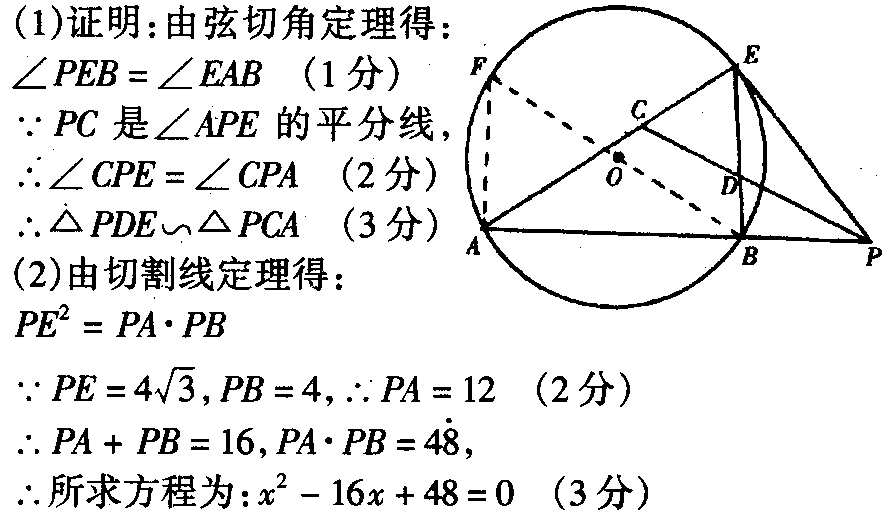 (1)证明:由弦切角定理得:
∠PEB = ∠EAB (1分)
∵ PC 是∠APE 的平分线,
∴∠CPE = ∠CPA (2分)
∴△PDE∽△PCA (3分)
(2)由切割线定理得:
PE² = PA·PB
∵ PE = 4√3, PB = 4, ∴ PA = 12 (2分)
∴ PA + PB = 16, PA·PB = 48,
∴所求方程为:x² − 16x + 48 = 0 (3分)
F
E
C
O
D
A
B
P